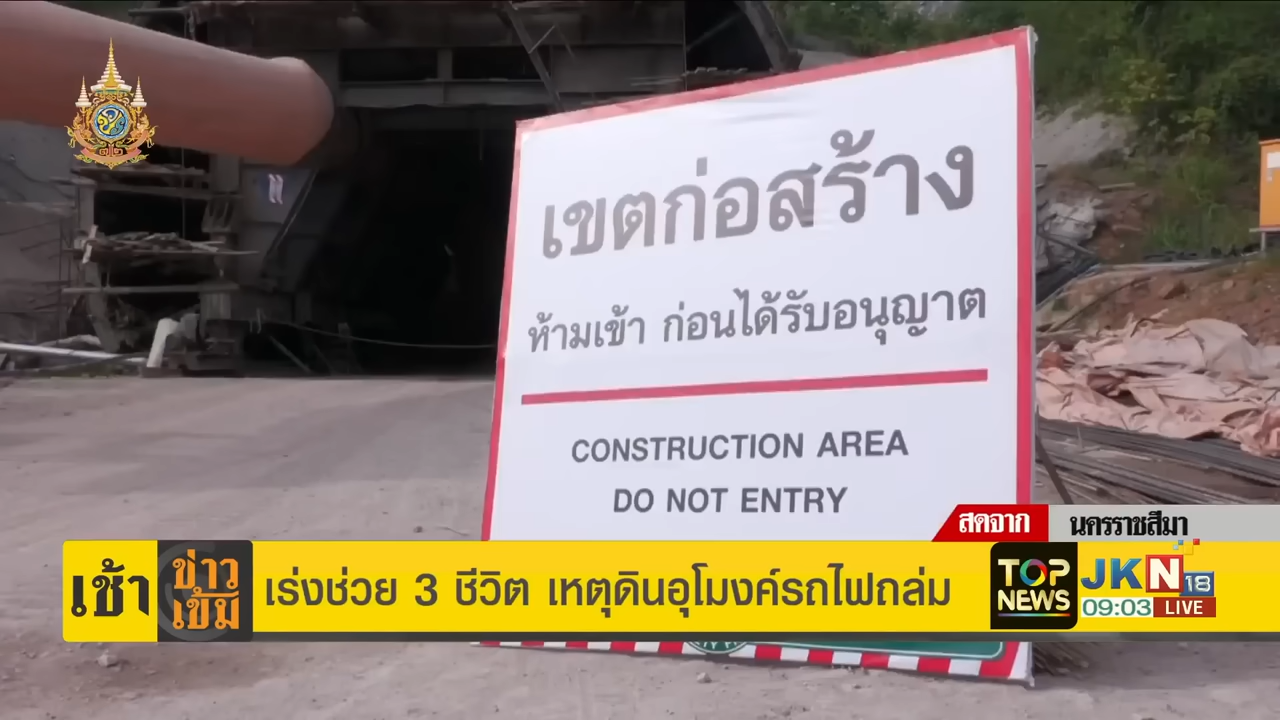 เขตก่อสร้าง
ห้ามเข้า ก่อนได้รับอนุญาต
CONSTRUCTION AREA
DO NOT ENTRY
สดจาก นครราชสีมา
เช้า ข่าวเข้ม
เร่งช่วย 3 ชีวิต เหตุดินอุโมงค์รถไฟถล่ม
TOP NEWS
JKN 18
09:03 LIVE